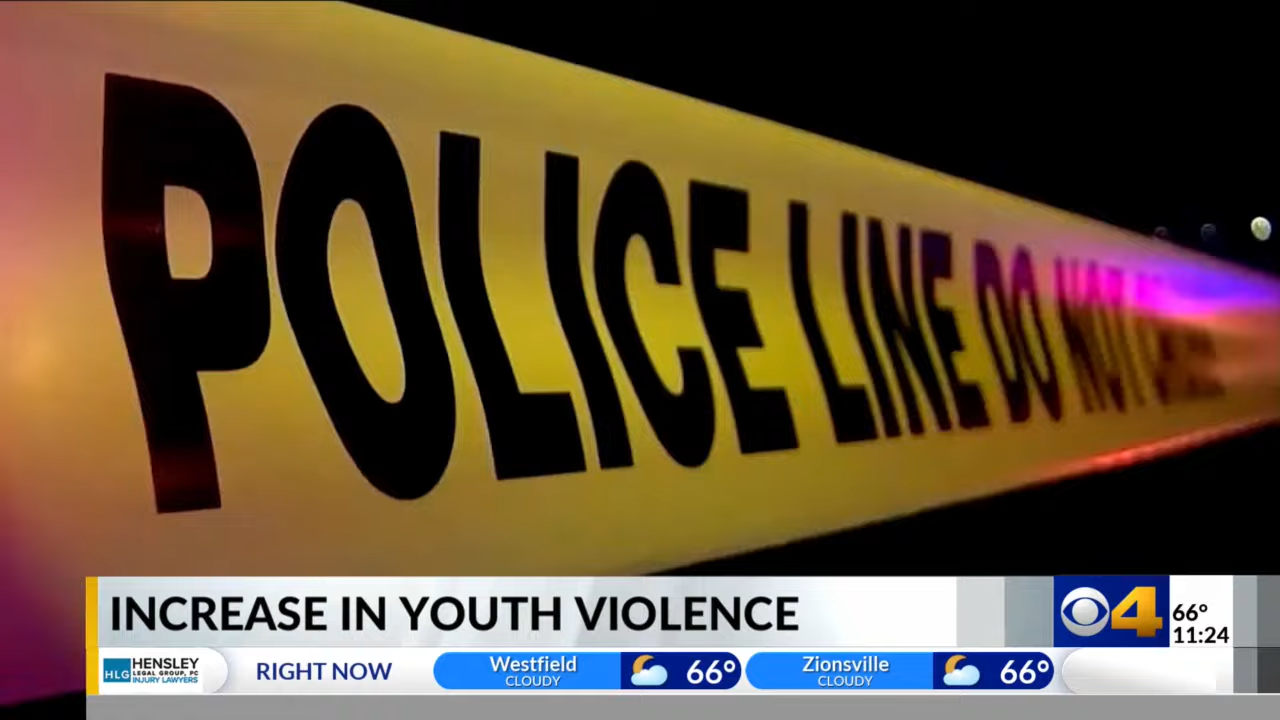 POLICE LINE DO NOT
INCREASE IN YOUTH VIOLENCE
4
66°
11:24
HLG
HENSLEY
LEGAL GROUP, PC
INJURY LAWYERS
RIGHT NOW
Westfield
CLOUDY
66°
Zionsville
CLOUDY
66°